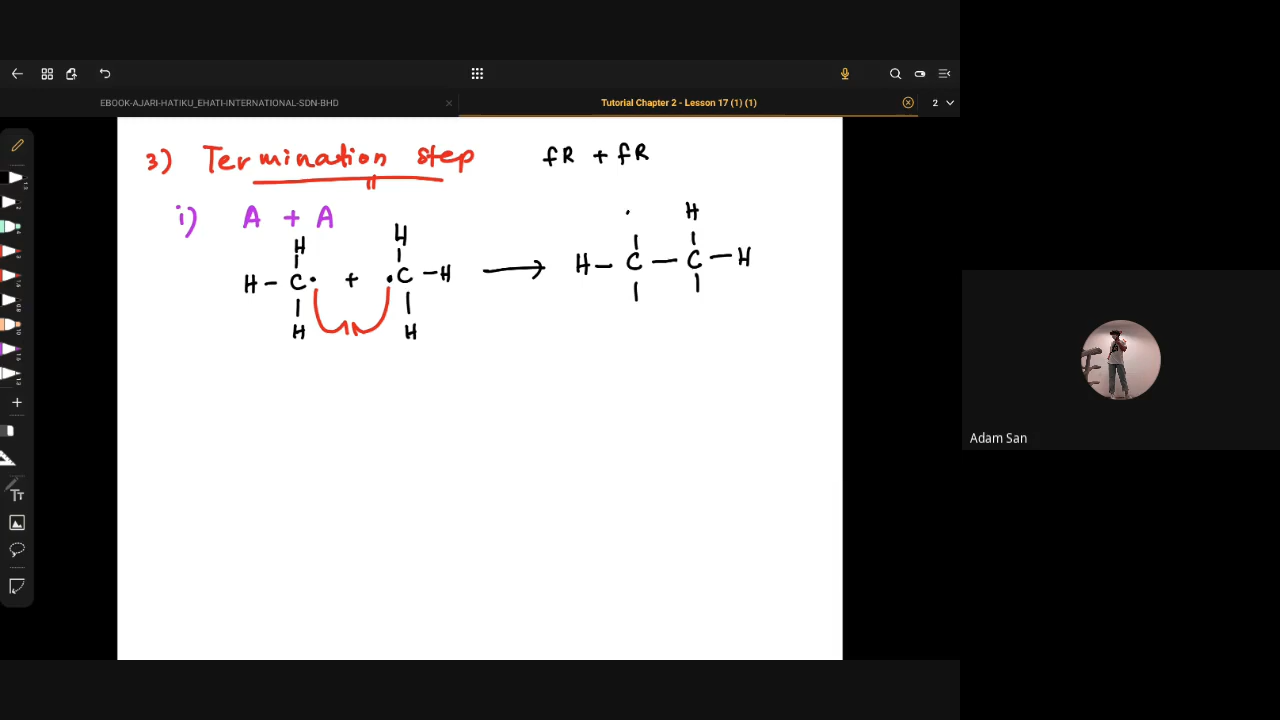 EBOOK-AJARI-HATIKU_EHATI-INTERNATIONAL-SDN-BHD
Tutorial Chapter 2 - Lesson 17 (1) (1)
2
3) Termination step fR + fR
i) A + A
H H H
H - C · + · C - H → H - C - C - H
H H
Tt
Adam San